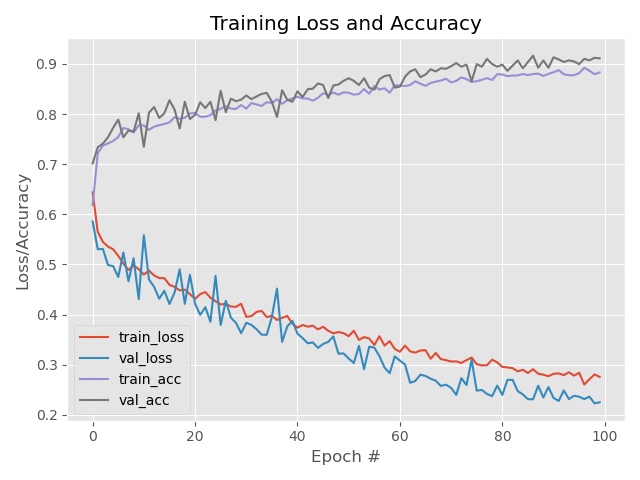 Training Loss and Accuracy
Loss/Accuracy
0.9
0.8
0.7
0.6
0.5
0.4
0.3
0.2
train_loss
val_loss
train_acc
val_acc
0 20 40 60 80 100
Epoch #